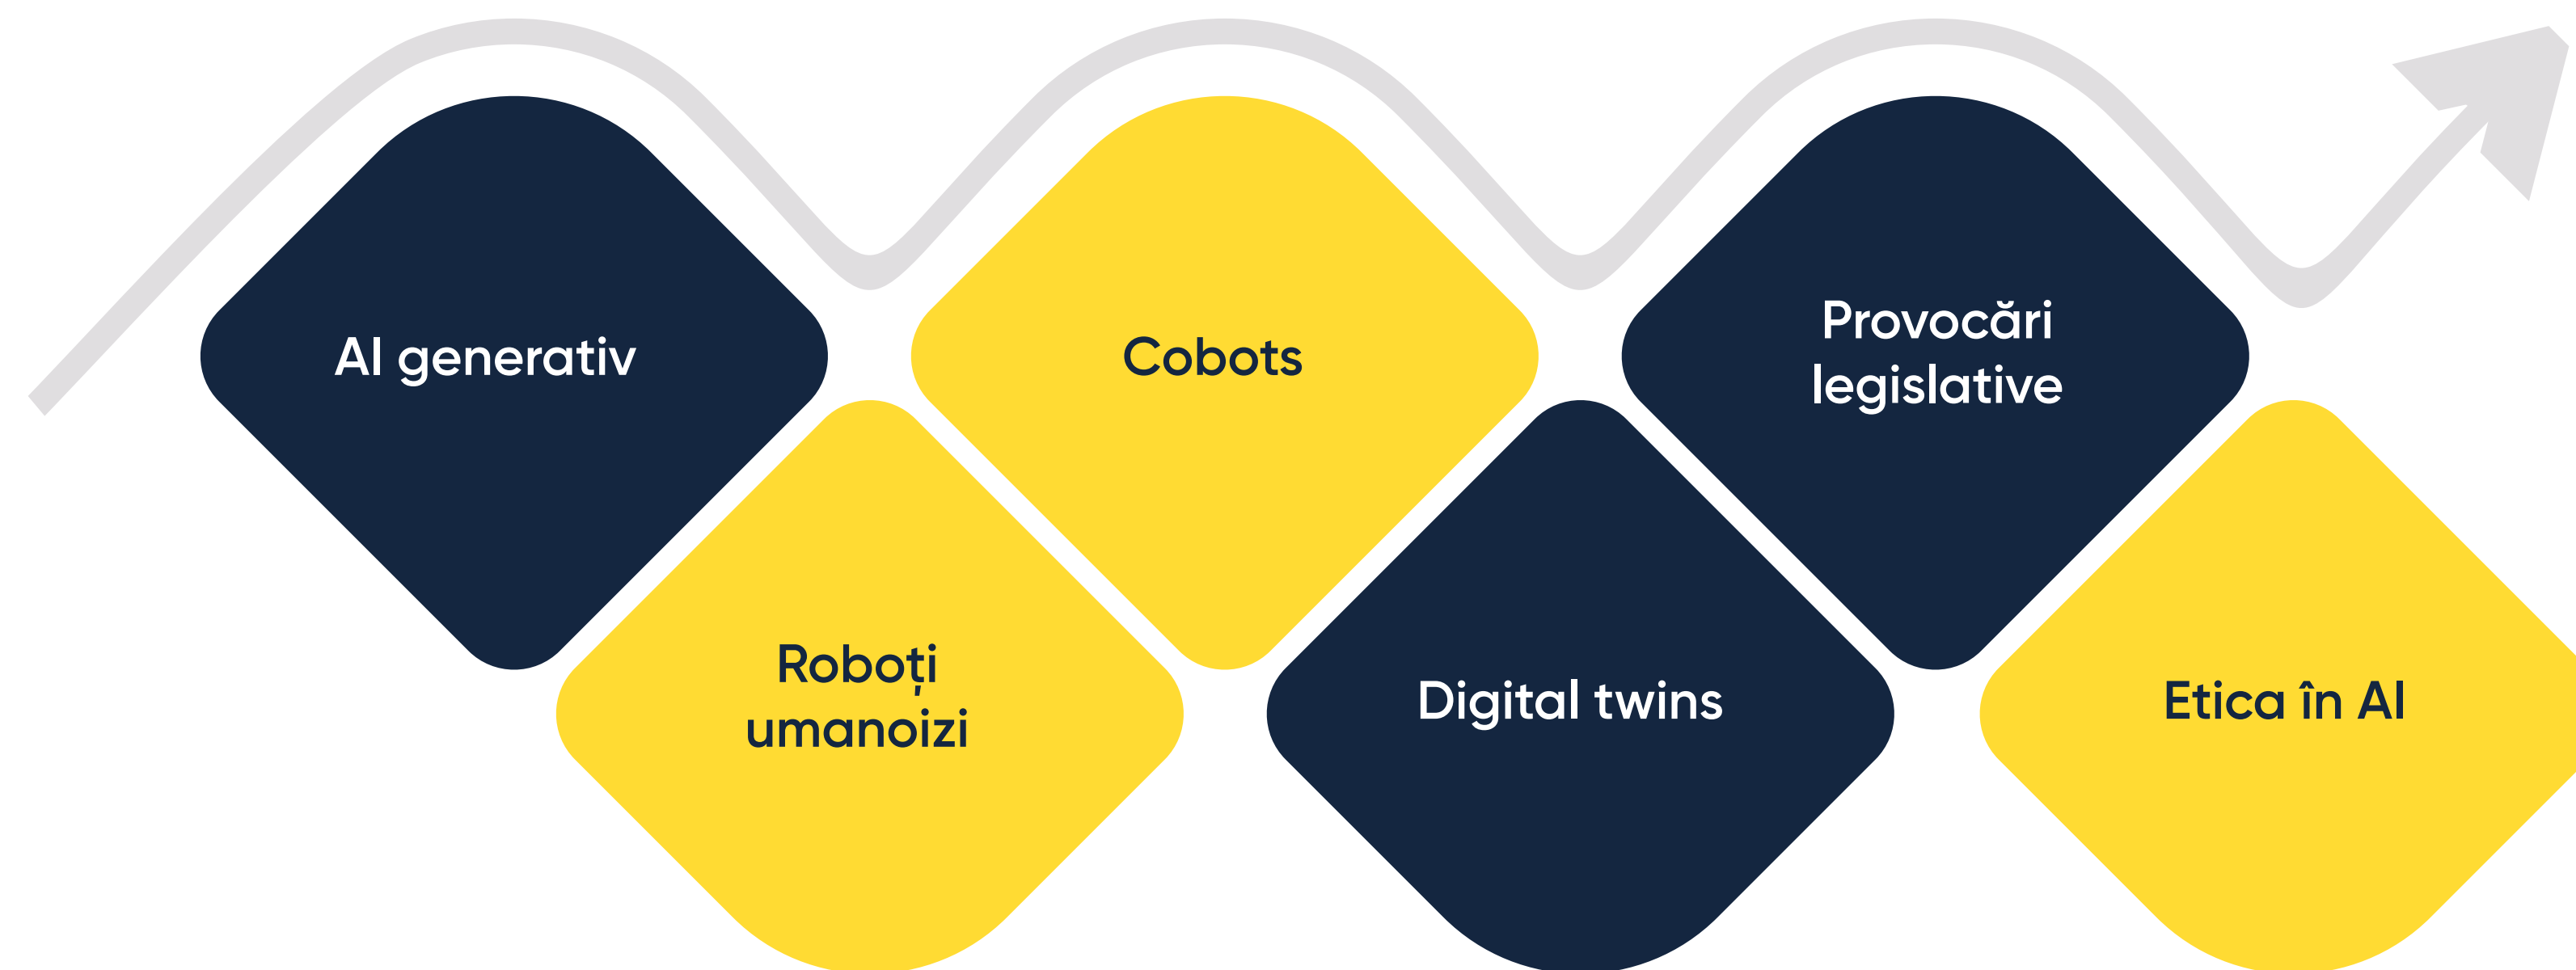 AI generativ
Roboți
umanoizi
Cobots
Digital twins
Provocări
legislative
Etica în AI